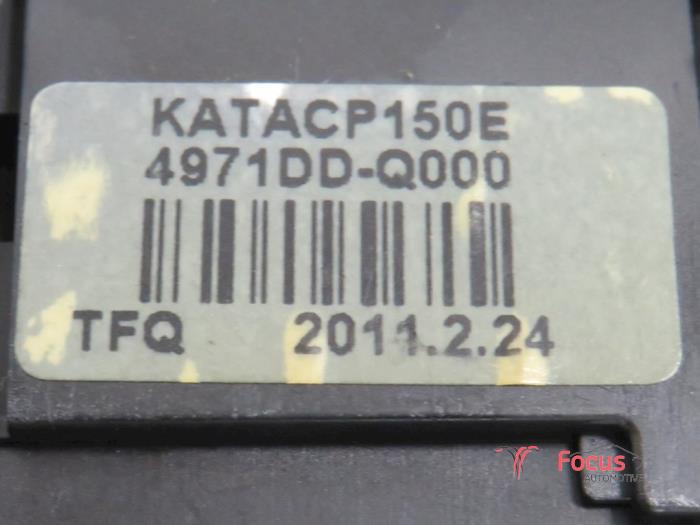 KATACP150E
4971DD-Q000
TFQ 2011.2.24
Focus
AUTOMOTIVE